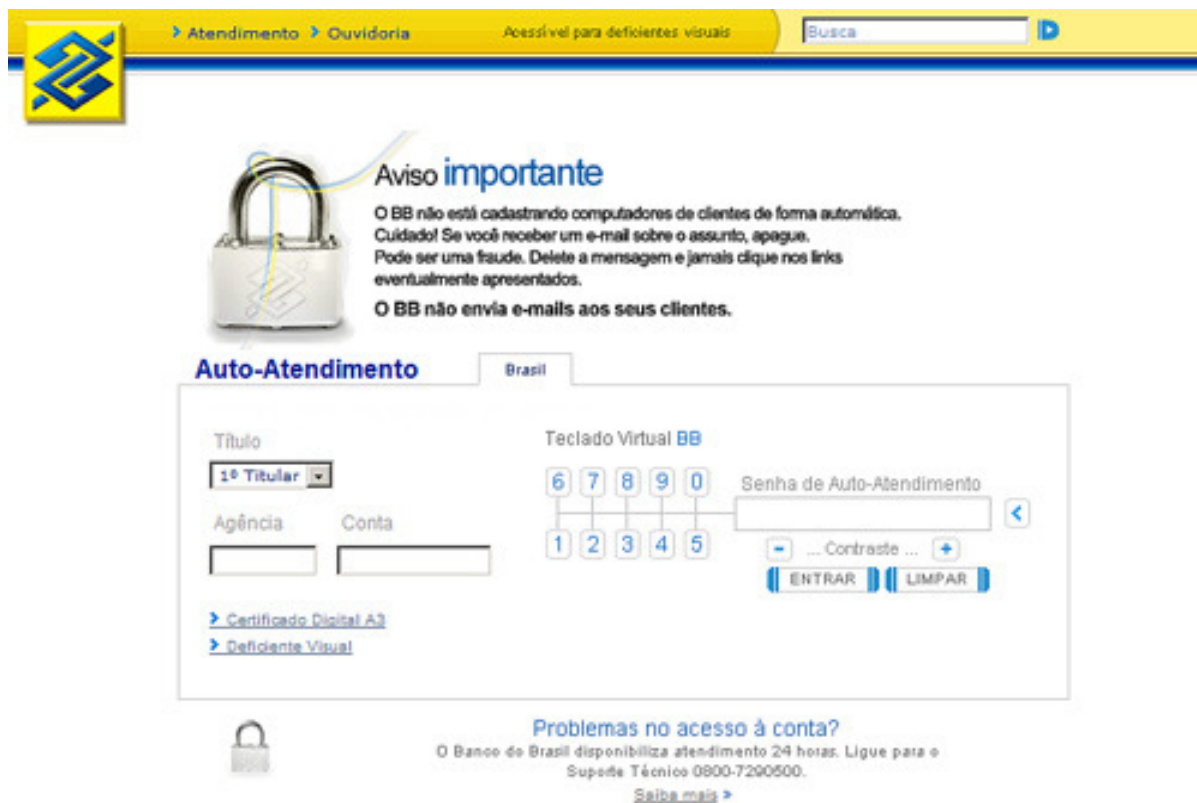 Atendimento Ouvidoria Acessível para deficientes visuais Busca
Aviso importante
O BB não está cadastrando computadores de clientes de forma automática.
Cuidado! Se você receber um e-mail sobre o assunto, apague.
Pode ser uma fraude. Delete a mensagem e jamais clique nos links
eventualmente apresentados.
O BB não envia e-mails aos seus clientes.
Auto-Atendimento Brasil
Título
1º Titular
Agência Conta
Teclado Virtual BB
6 7 8 9 0
1 2 3 4 5
Senha de Auto-Atendimento
<
- ... Contraste ... +
ENTRAR LIMPAR
Certificado Digital A3
Deficiente Visual
Problemas no acesso à conta?
O Banco do Brasil disponibiliza atendimento 24 horas. Ligue para o
Suporte Técnico 0800-7290500.
Saiba mais